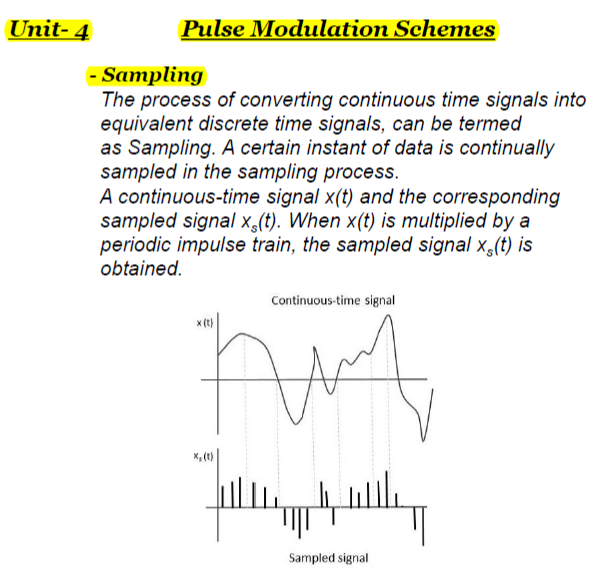 Unit- 4 Pulse Modulation Schemes
- Sampling
The process of converting continuous time signals into
equivalent discrete time signals, can be termed
as Sampling. A certain instant of data is continually
sampled in the sampling process.
A continuous-time signal x(t) and the corresponding
sampled signal xₛ(t). When x(t) is multiplied by a
periodic impulse train, the sampled signal xₛ(t) is
obtained.
Continuous-time signal
x (t)
xₛ (t)
Sampled signal